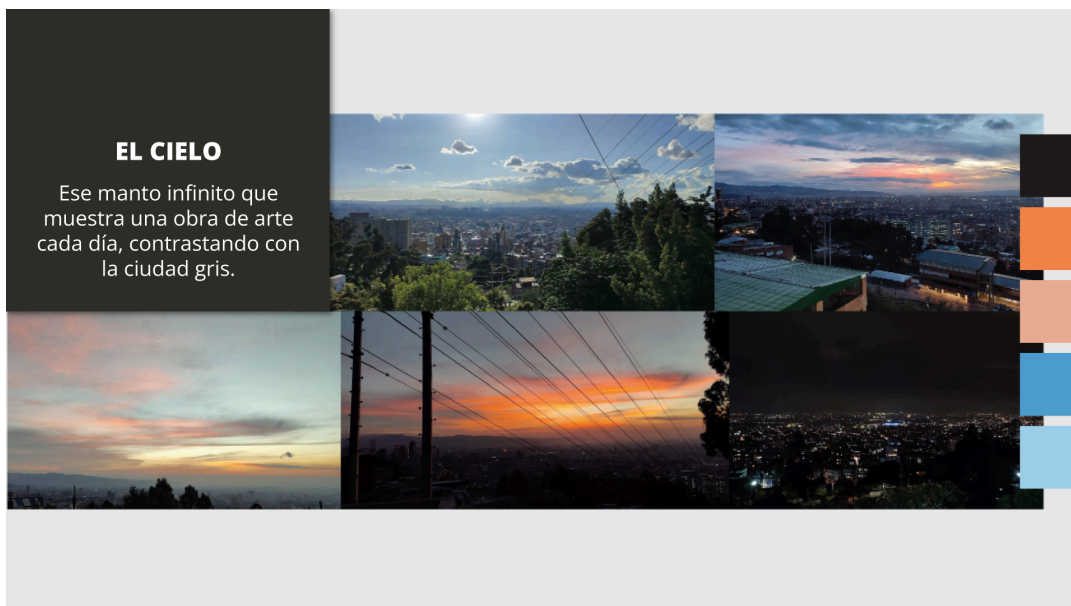 EL CIELO
Ese manto infinito que
muestra una obra de arte
cada día, contrastando con
la ciudad gris.